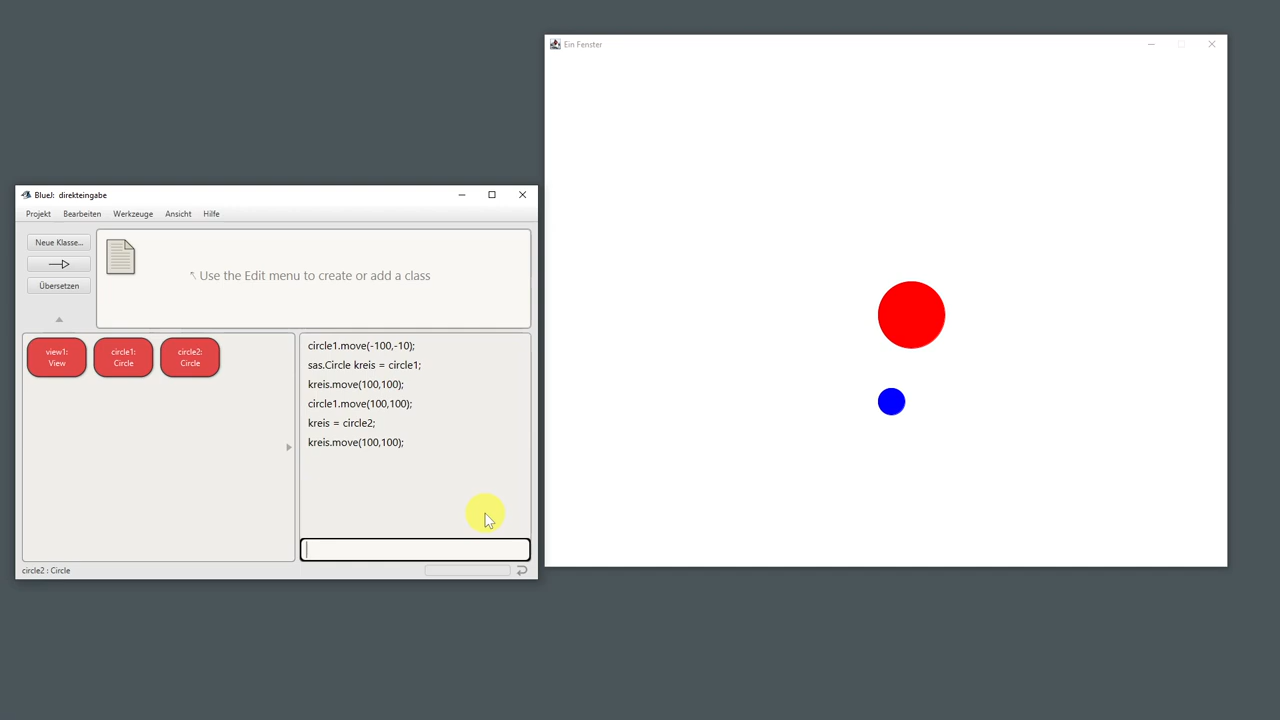 Ein Fenster
BlueJ: direkteingabe
Projekt Bearbeiten Werkzeuge Ansicht Hilfe
Neue Klasse...
Übersetzen
Use the Edit menu to create or add a class
view1:
View
circle1:
Circle
circle2:
Circle
circle1.move(-100,-10);
sas.Circle kreis = circle1;
kreis.move(100,100);
circle1.move(100,100);
kreis = circle2;
kreis.move(100,100);
circle2 : Circle